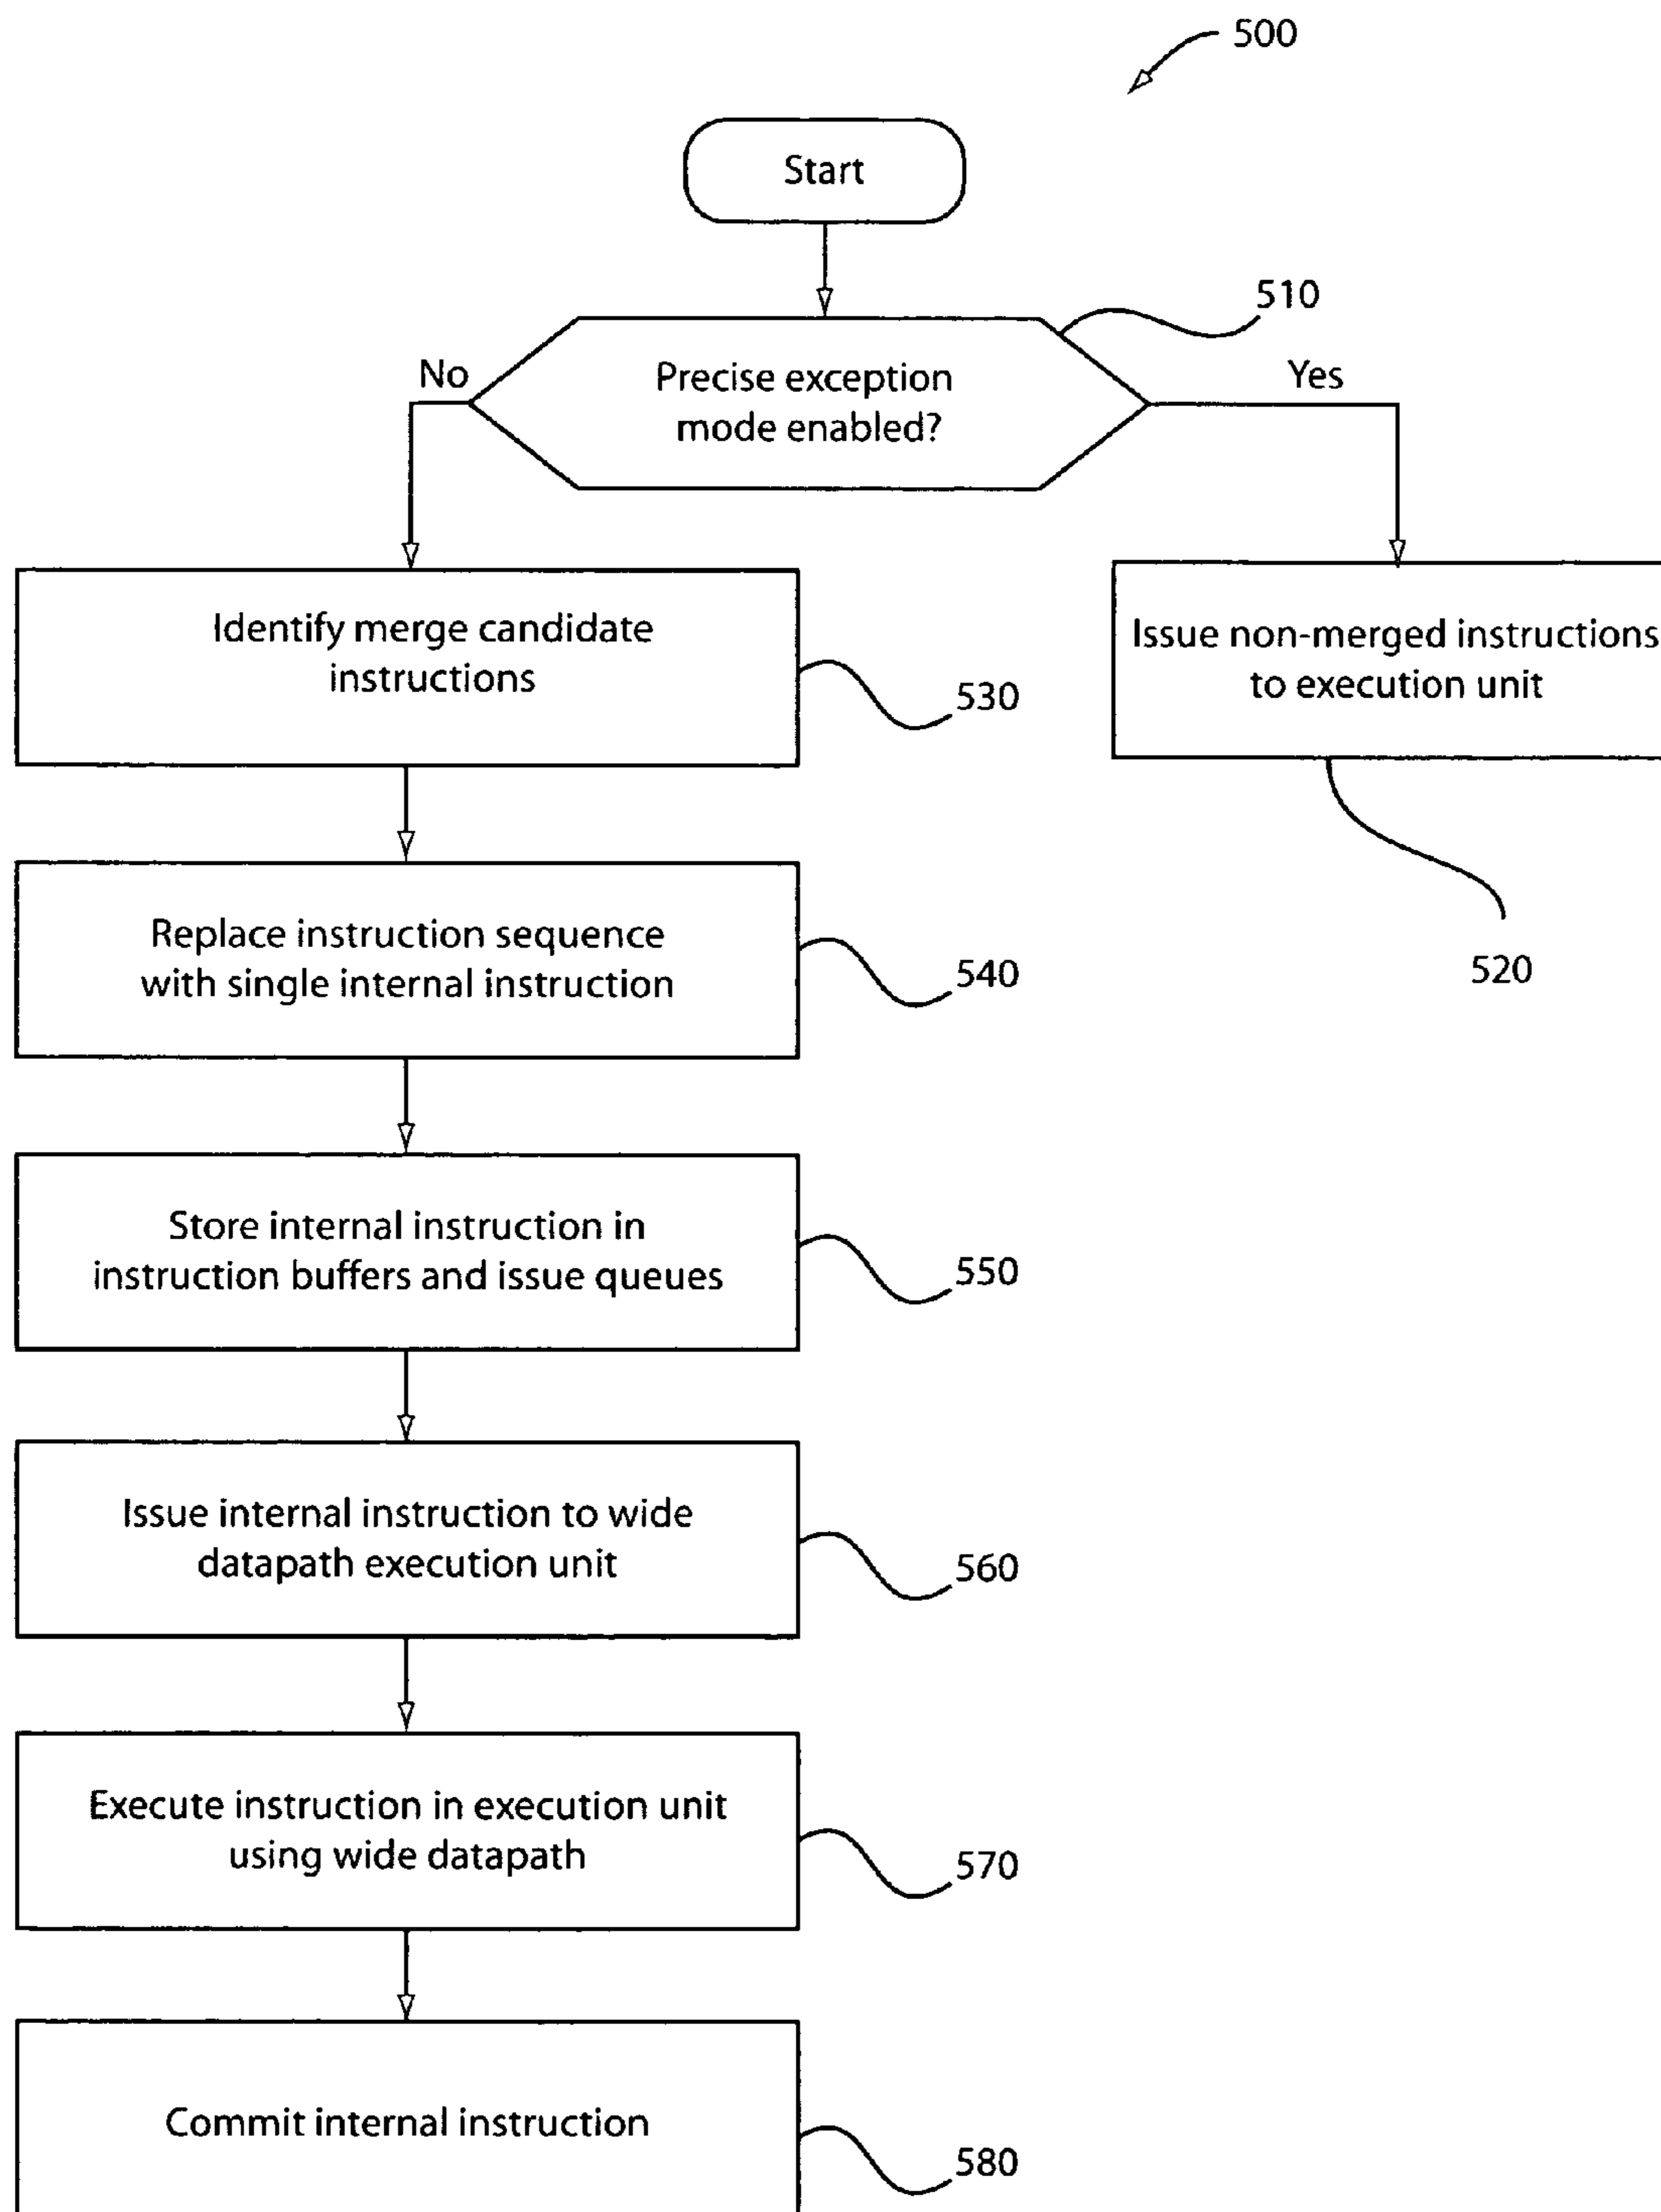 500
Start
510
No
Yes
Precise exception
mode enabled?
Identify merge candidate
instructions
530
Issue non-merged instructions
to execution unit
520
Replace instruction sequence
with single internal instruction
540
Store internal instruction in
instruction buffers and issue queues
550
Issue internal instruction to wide
datapath execution unit
560
Execute instruction in execution unit
using wide datapath
570
Commit internal instruction
580